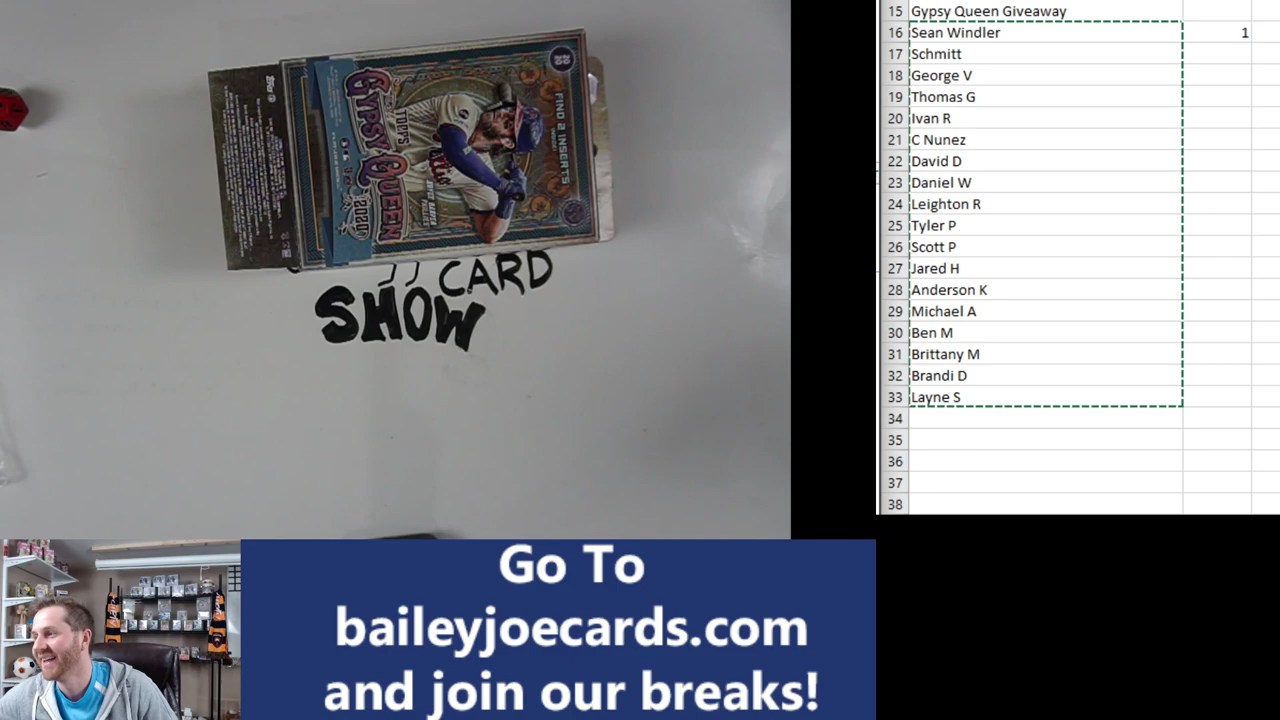 FIND 2 INSERTS
TOPPS
GYPSY QUEEN
2020
BRYCE HARPER
CARD
SHOW
15 Gypsy Queen Giveaway
16 Sean Windler 1
17 Schmitt
18 George V
19 Thomas G
20 Ivan R
21 C Nunez
22 David D
23 Daniel W
24 Leighton R
25 Tyler P
26 Scott P
27 Jared H
28 Anderson K
29 Michael A
30 Ben M
31 Brittany M
32 Brandi D
33 Layne S
34
35
36
37
38
Go To
baileyjoecards.com
and join our breaks!